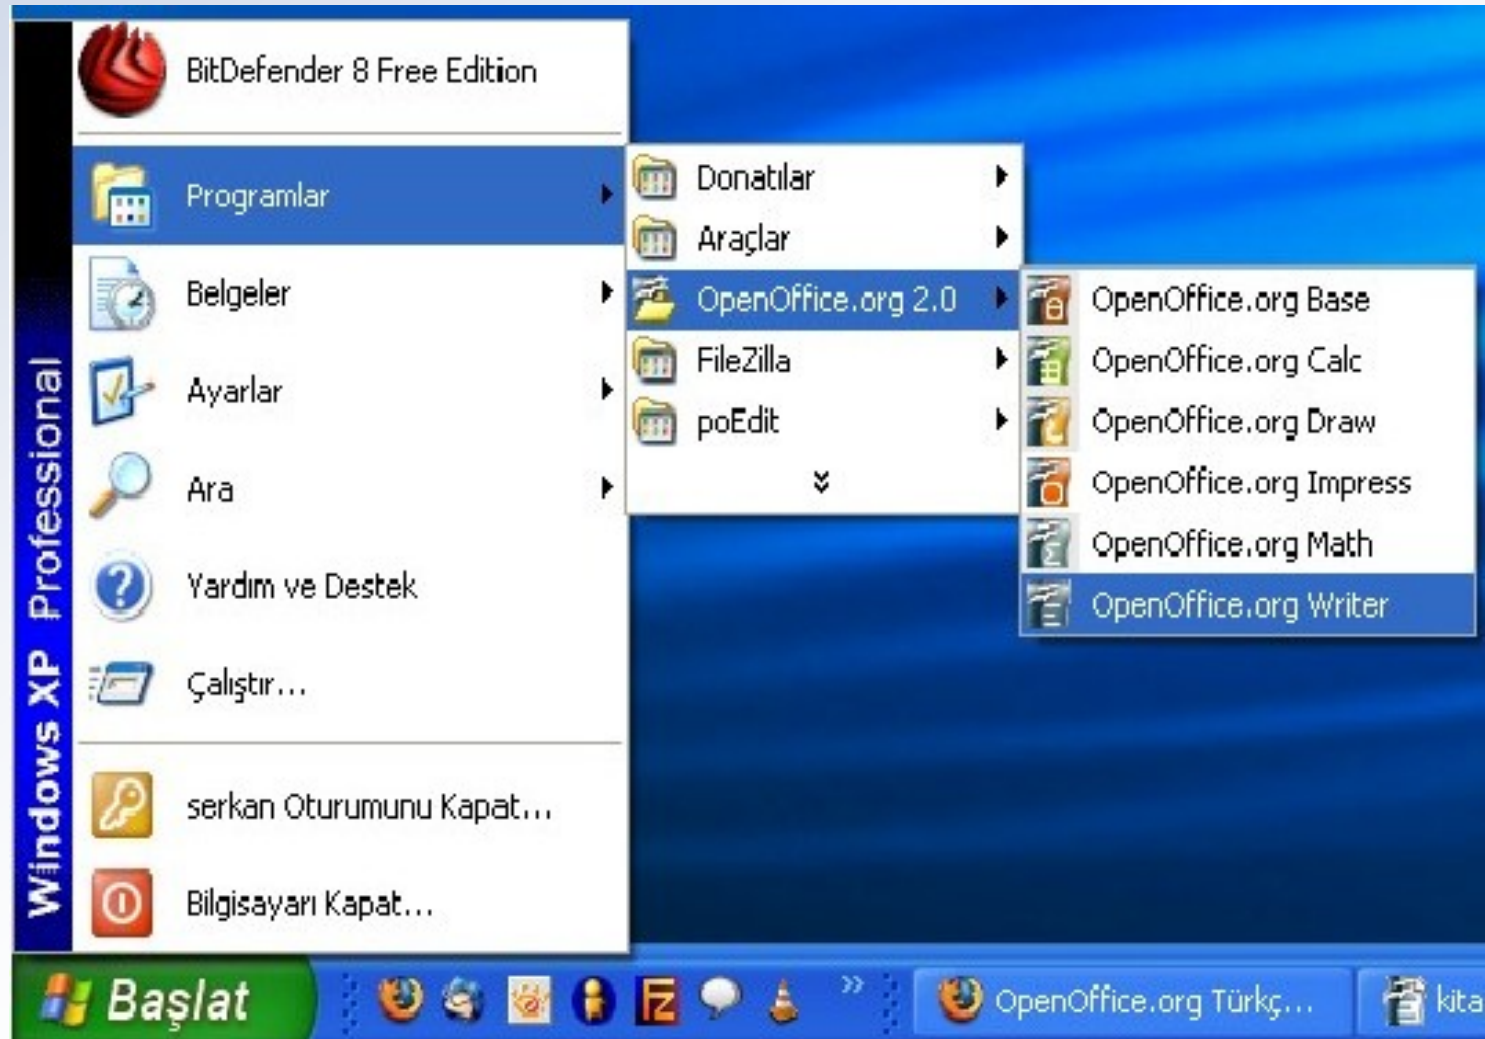 BitDefender 8 Free Edition
Programlar
Belgeler
Ayarlar
Ara
Yardım ve Destek
Çalıştır...
serkan Oturumunu Kapat...
Bilgisayarı Kapat...
Windows XP Professional
Donatılar
Araçlar
OpenOffice.org 2.0
FileZilla
poEdit
OpenOffice.org Base
OpenOffice.org Calc
OpenOffice.org Draw
OpenOffice.org Impress
OpenOffice.org Math
OpenOffice.org Writer
Başlat
OpenOffice.org Türkç...
kita